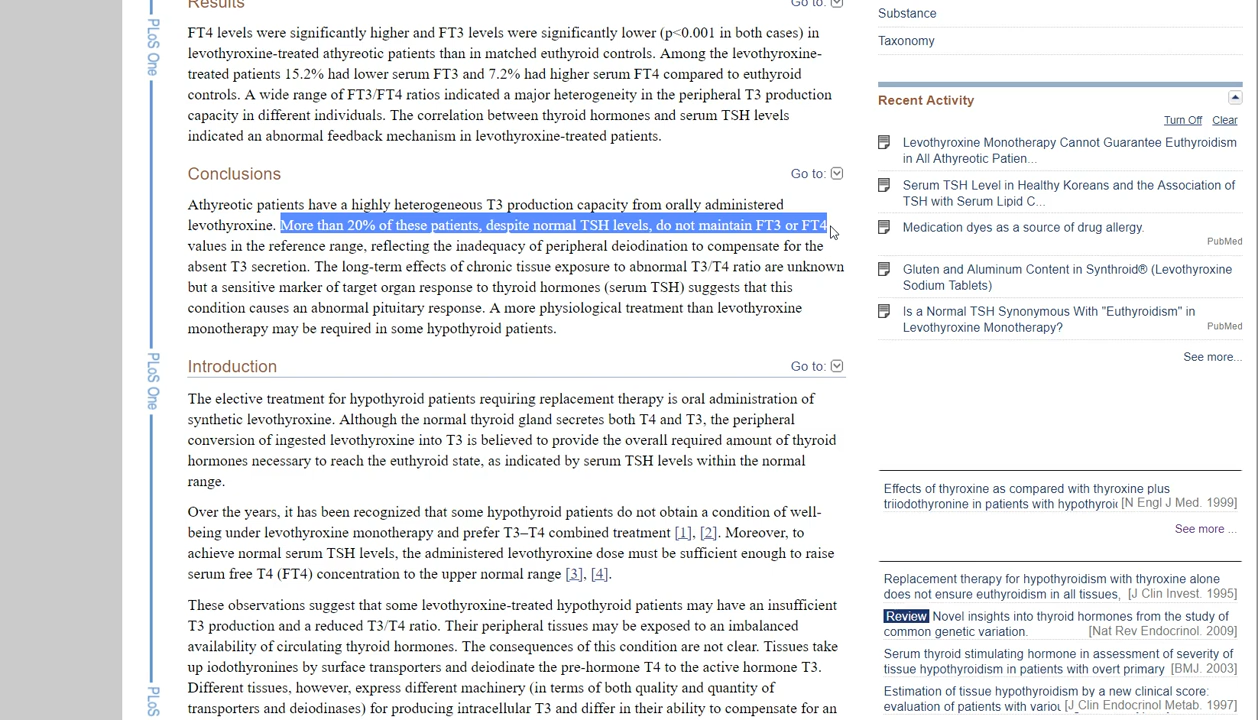 Results
Go to:
FT4 levels were significantly higher and FT3 levels were significantly lower (p<0.001 in both cases) in
levothyroxine-treated athyreotic patients than in matched euthyroid controls. Among the levothyroxine-
treated patients 15.2% had lower serum FT3 and 7.2% had higher serum FT4 compared to euthyroid
controls. A wide range of FT3/FT4 ratios indicated a major heterogeneity in the peripheral T3 production
capacity in different individuals. The correlation between thyroid hormones and serum TSH levels
indicated an abnormal feedback mechanism in levothyroxine-treated patients.
Conclusions
Go to:
Athyreotic patients have a highly heterogeneous T3 production capacity from orally administered
levothyroxine. More than 20% of these patients, despite normal TSH levels, do not maintain FT3 or FT4
values in the reference range, reflecting the inadequacy of peripheral deiodination to compensate for the
absent T3 secretion. The long-term effects of chronic tissue exposure to abnormal T3/T4 ratio are unknown
but a sensitive marker of target organ response to thyroid hormones (serum TSH) suggests that this
condition causes an abnormal pituitary response. A more physiological treatment than levothyroxine
monotherapy may be required in some hypothyroid patients.
Introduction
Go to:
The elective treatment for hypothyroid patients requiring replacement therapy is oral administration of
synthetic levothyroxine. Although the normal thyroid gland secretes both T4 and T3, the peripheral
conversion of ingested levothyroxine into T3 is believed to provide the overall required amount of thyroid
hormones necessary to reach the euthyroid state, as indicated by serum TSH levels within the normal
range.
Over the years, it has been recognized that some hypothyroid patients do not obtain a condition of well-
being under levothyroxine monotherapy and prefer T3–T4 combined treatment [1], [2]. Moreover, to
achieve normal serum TSH levels, the administered levothyroxine dose must be sufficient enough to raise
serum free T4 (FT4) concentration to the upper normal range [3], [4].
These observations suggest that some levothyroxine-treated hypothyroid patients may have an insufficient
T3 production and a reduced T3/T4 ratio. Their peripheral tissues may be exposed to an imbalanced
availability of circulating thyroid hormones. The consequences of this condition are not clear. Tissues take
up iodothyronines by surface transporters and deiodinate the pre-hormone T4 to the active hormone T3.
Different tissues, however, express different machinery (in terms of both quality and quantity of
transporters and deiodinases) for producing intracellular T3 and differ in their ability to compensate for an
PLoS One
PLoS One
PLoS
Substance
Taxonomy
Recent Activity
Turn Off Clear
Levothyroxine Monotherapy Cannot Guarantee Euthyroidism
in All Athyreotic Patien...
Serum TSH Level in Healthy Koreans and the Association of
TSH with Serum Lipid C...
Medication dyes as a source of drug allergy.
PubMed
Gluten and Aluminum Content in Synthroid® (Levothyroxine
Sodium Tablets)
Is a Normal TSH Synonymous With "Euthyroidism" in
Levothyroxine Monotherapy?
PubMed
See more...
Effects of thyroxine as compared with thyroxine plus
triiodothyronine in patients with hypothyroi [N Engl J Med. 1999]
See more ...
Replacement therapy for hypothyroidism with thyroxine alone
does not ensure euthyroidism in all tissues, [J Clin Invest. 1995]
Review Novel insights into thyroid hormones from the study of
common genetic variation. [Nat Rev Endocrinol. 2009]
Serum thyroid stimulating hormone in assessment of severity of
tissue hypothyroidism in patients with overt primary [BMJ. 2003]
Estimation of tissue hypothyroidism by a new clinical score:
evaluation of patients with variou [J Clin Endocrinol Metab. 1997]